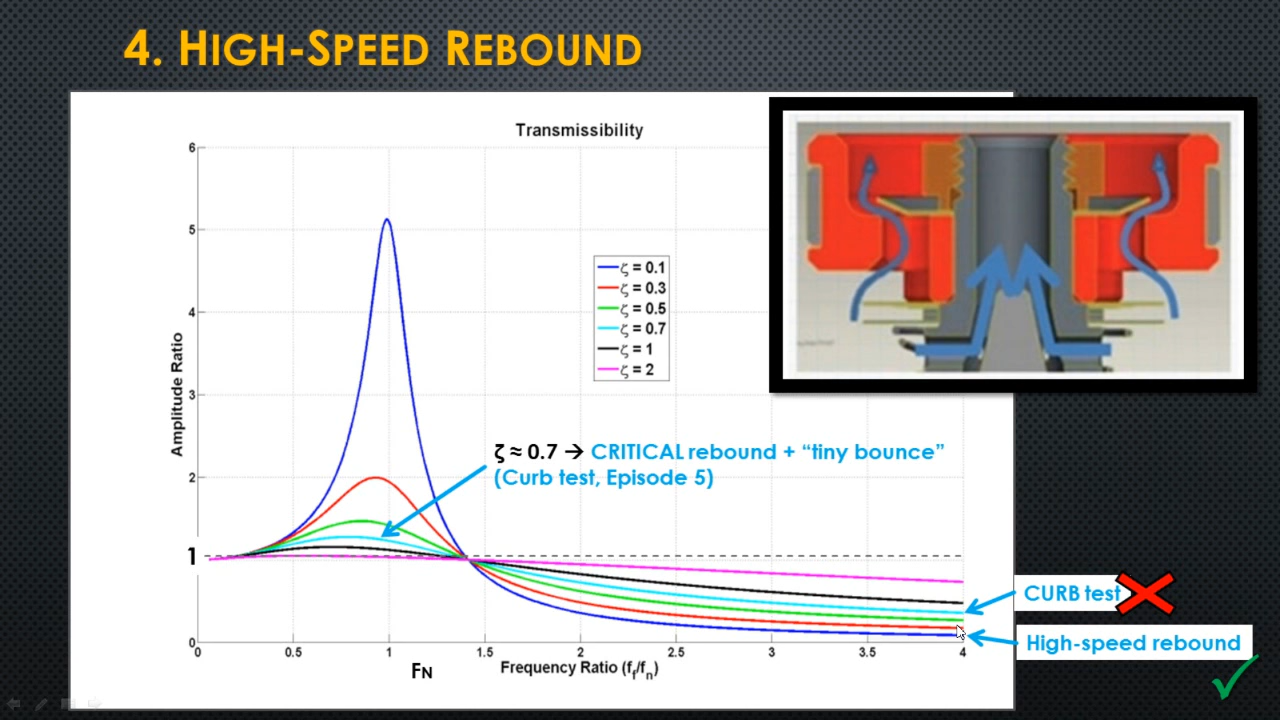 4. HIGH-SPEED REBOUND
Transmissibility
6
5
4
3
2
1
0
Amplitude Ratio
ζ = 0.1
ζ = 0.3
ζ = 0.5
ζ = 0.7
ζ = 1
ζ = 2
ζ ≈ 0.7 → CRITICAL rebound + “tiny bounce”
(Curb test, Episode 5)
CURB test
High-speed rebound
0 0.5 1 1.5 2 2.5 3 3.5 4
FN
Frequency Ratio (f_f/f_n)